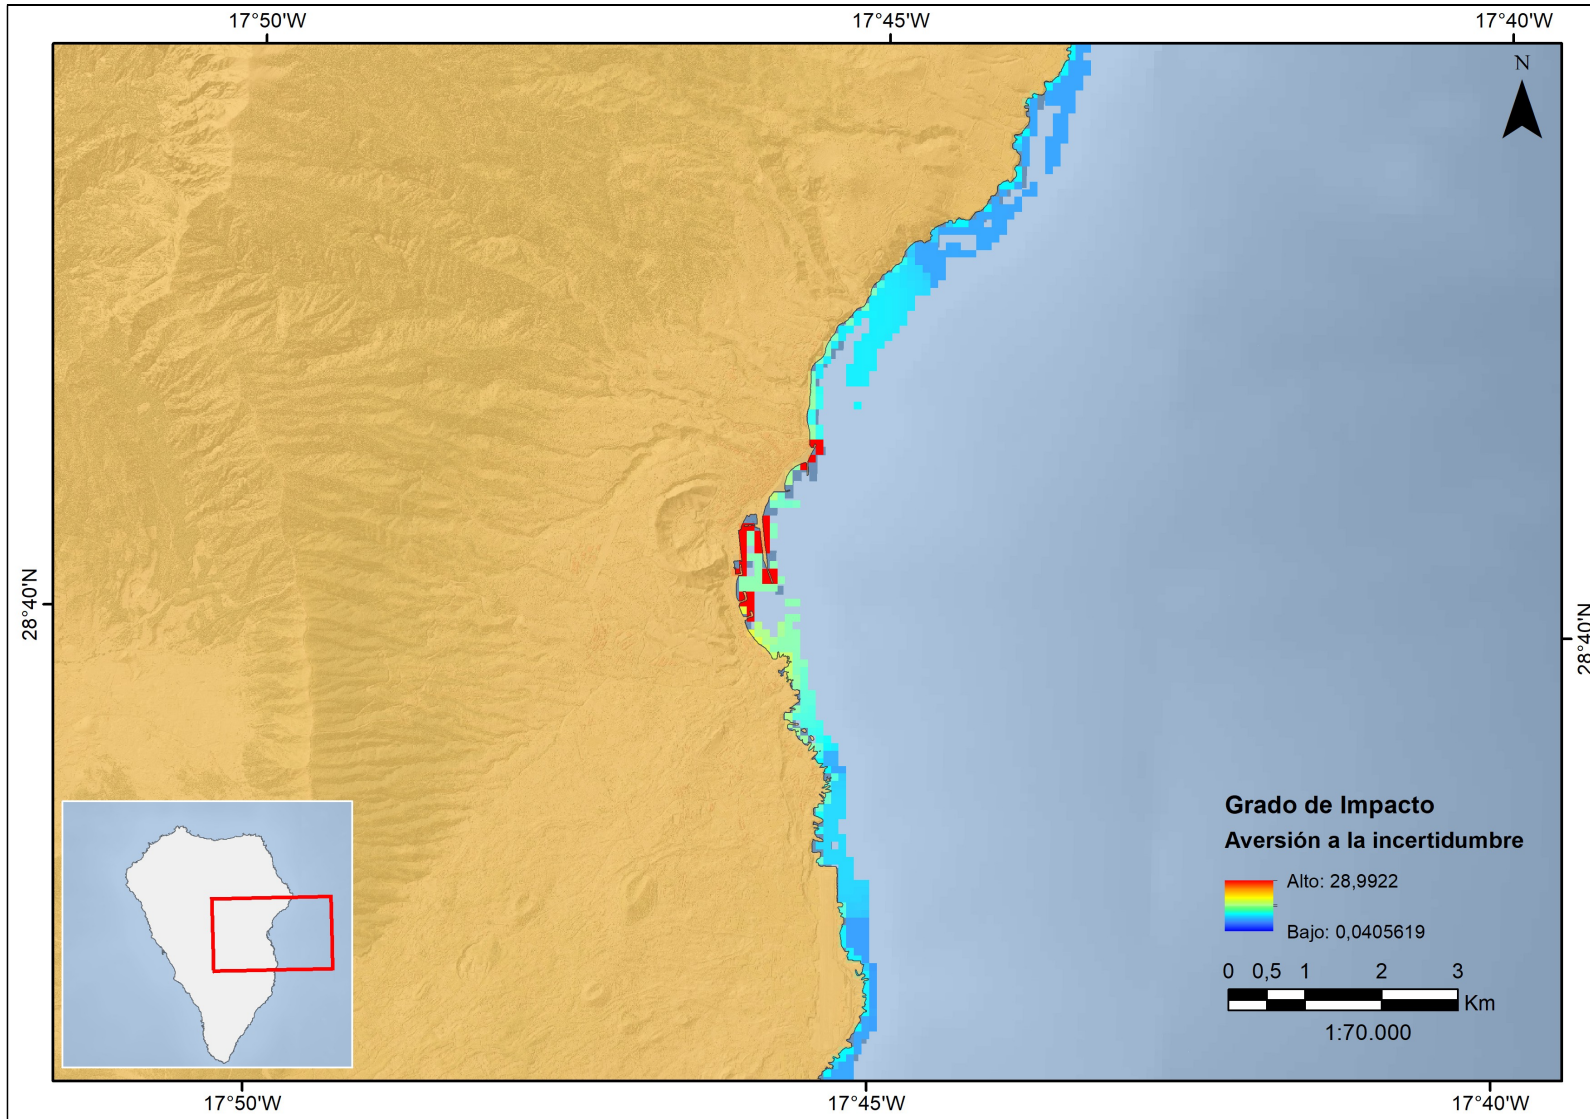 17°50'W 17°45'W 17°40'W
N
28°40'N
28°40'N
Grado de Impacto
Aversión a la incertidumbre
Alto: 28,9922
Bajo: 0,0405619
0 0,5 1 2 3
Km
1:70.000
17°50'W 17°45'W 17°40'W